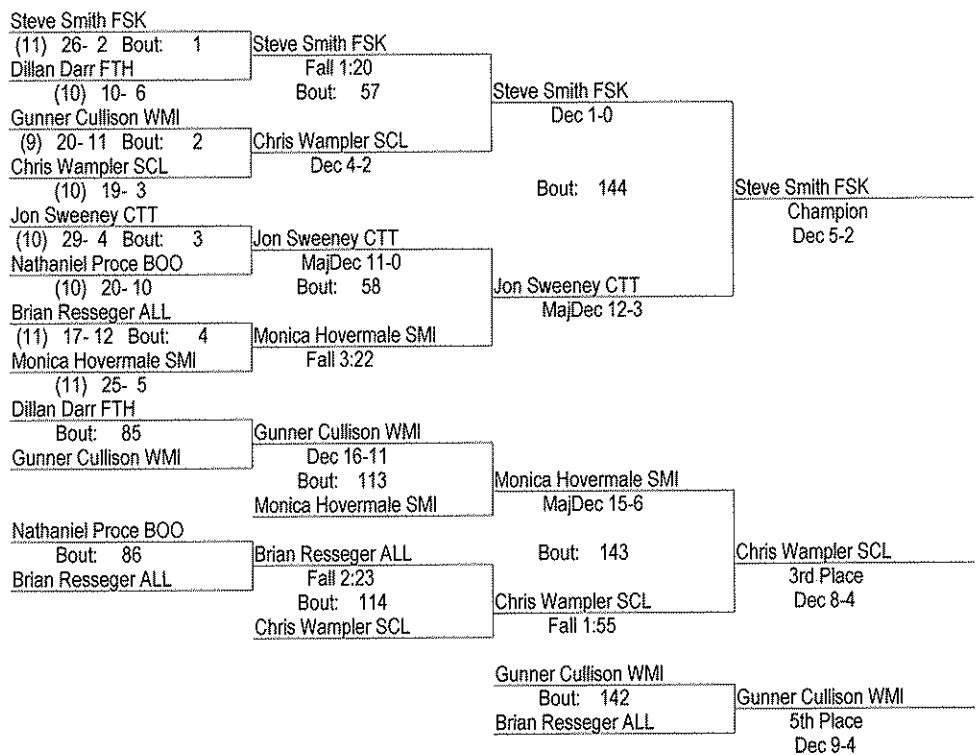 Steve Smith FSK
(11) 26- 2 Bout: 1
Dillan Darr FTH
(10) 10- 6
Gunner Cullison WMI
(9) 20- 11 Bout: 2
Chris Wampler SCL
(10) 19- 3
Jon Sweeney CTT
(10) 29- 4 Bout: 3
Nathaniel Proce BOO
(10) 20- 10
Brian Resseger ALL
(11) 17- 12 Bout: 4
Monica Hovermale SMI
(11) 25- 5
Steve Smith FSK
Fall 1:20
Bout: 57
Chris Wampler SCL
Dec 4-2
Jon Sweeney CTT
MajDec 11-0
Bout: 58
Monica Hovermale SMI
Fall 3:22
Steve Smith FSK
Dec 1-0
Bout: 144
Jon Sweeney CTT
MajDec 12-3
Steve Smith FSK
Champion
Dec 5-2
Dillan Darr FTH
Bout: 85
Gunner Cullison WMI
Nathaniel Proce BOO
Bout: 86
Brian Resseger ALL
Gunner Cullison WMI
Dec 16-11
Bout: 113
Monica Hovermale SMI
Brian Resseger ALL
Fall 2:23
Bout: 114
Chris Wampler SCL
Monica Hovermale SMI
MajDec 15-6
Bout: 143
Chris Wampler SCL
Fall 1:55
Chris Wampler SCL
3rd Place
Dec 8-4
Gunner Cullison WMI
Bout: 142
Brian Resseger ALL
Gunner Cullison WMI
5th Place
Dec 9-4